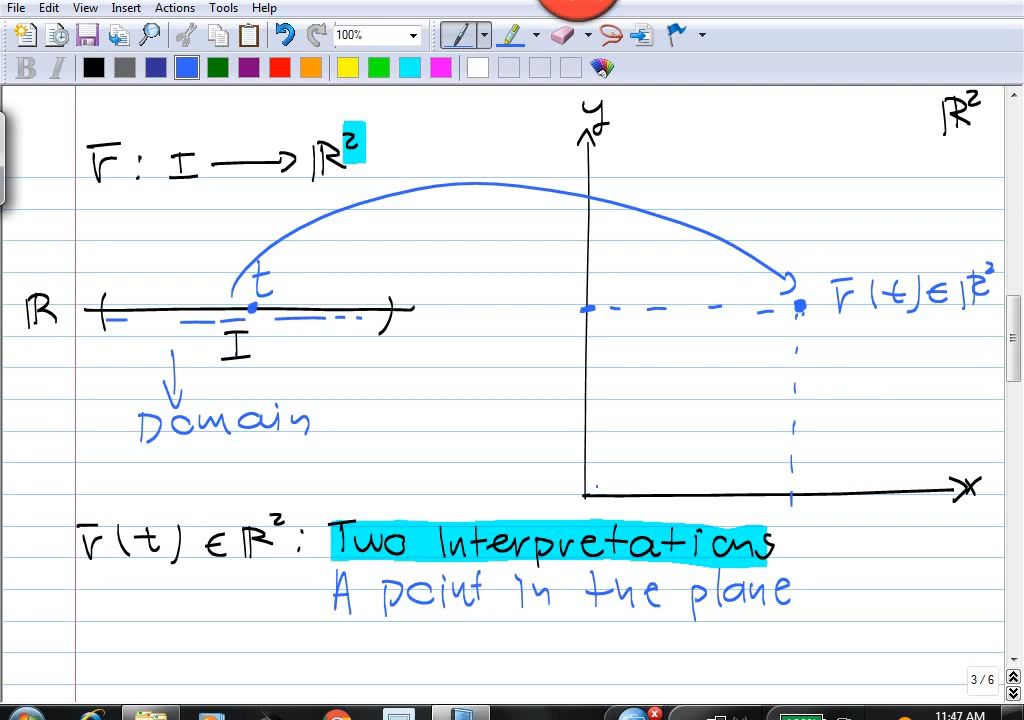 File Edit View Insert Actions Tools Help
100%
B I
y
ℝ²
r̄ : I ⟶ ℝ²
t
r̄(t) ∈ ℝ²
ℝ
I
Domain
x
r̄(t) ∈ ℝ² : Two Interpretations
A point in the plane
3 / 6
11:47 AM